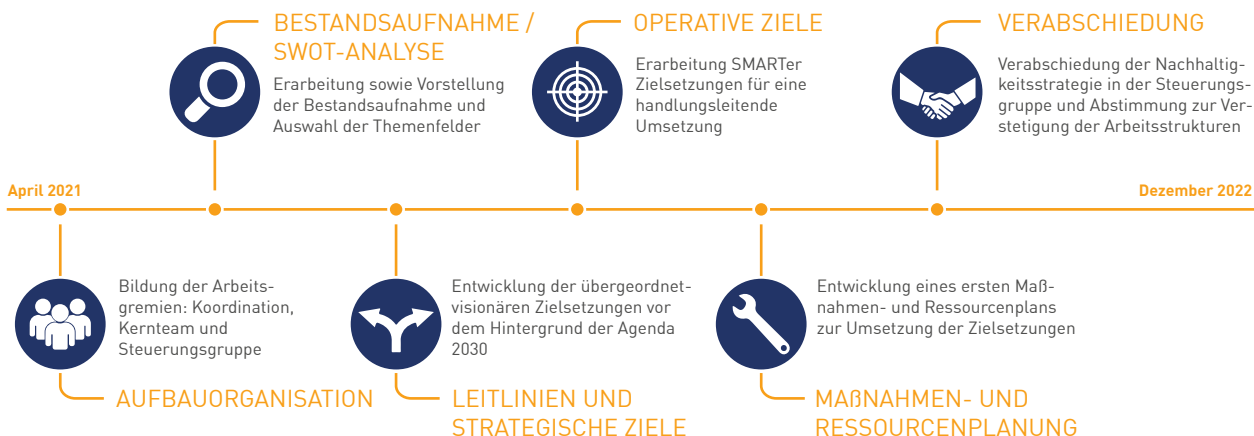 BESTANDSAUFNAHME /
SWOT-ANALYSE
Erarbeitung sowie Vorstellung
der Bestandsaufnahme und
Auswahl der Themenfelder
OPERATIVE ZIELE
Erarbeitung SMARTer
Zielsetzungen für eine
handlungsleitende
Umsetzung
VERABSCHIEDUNG
Verabschiedung der Nachhaltig-
keitsstrategie in der Steuerungs-
gruppe und Abstimmung zur Ver-
stetigung der Arbeitsstrukturen
April 2021
Dezember 2022
Bildung der Arbeits-
gremien: Koordination,
Kernteam und
Steuerungsgruppe
AUFBAUORGANISATION
Entwicklung der übergeordnet-
visionären Zielsetzungen vor
dem Hintergrund der Agenda
2030
LEITLINIEN UND
STRATEGISCHE ZIELE
Entwicklung eines ersten Maß-
nahmen- und Ressourcenplans
zur Umsetzung der Zielsetzungen
MAßNAHMEN- UND
RESSOURCENPLANUNG